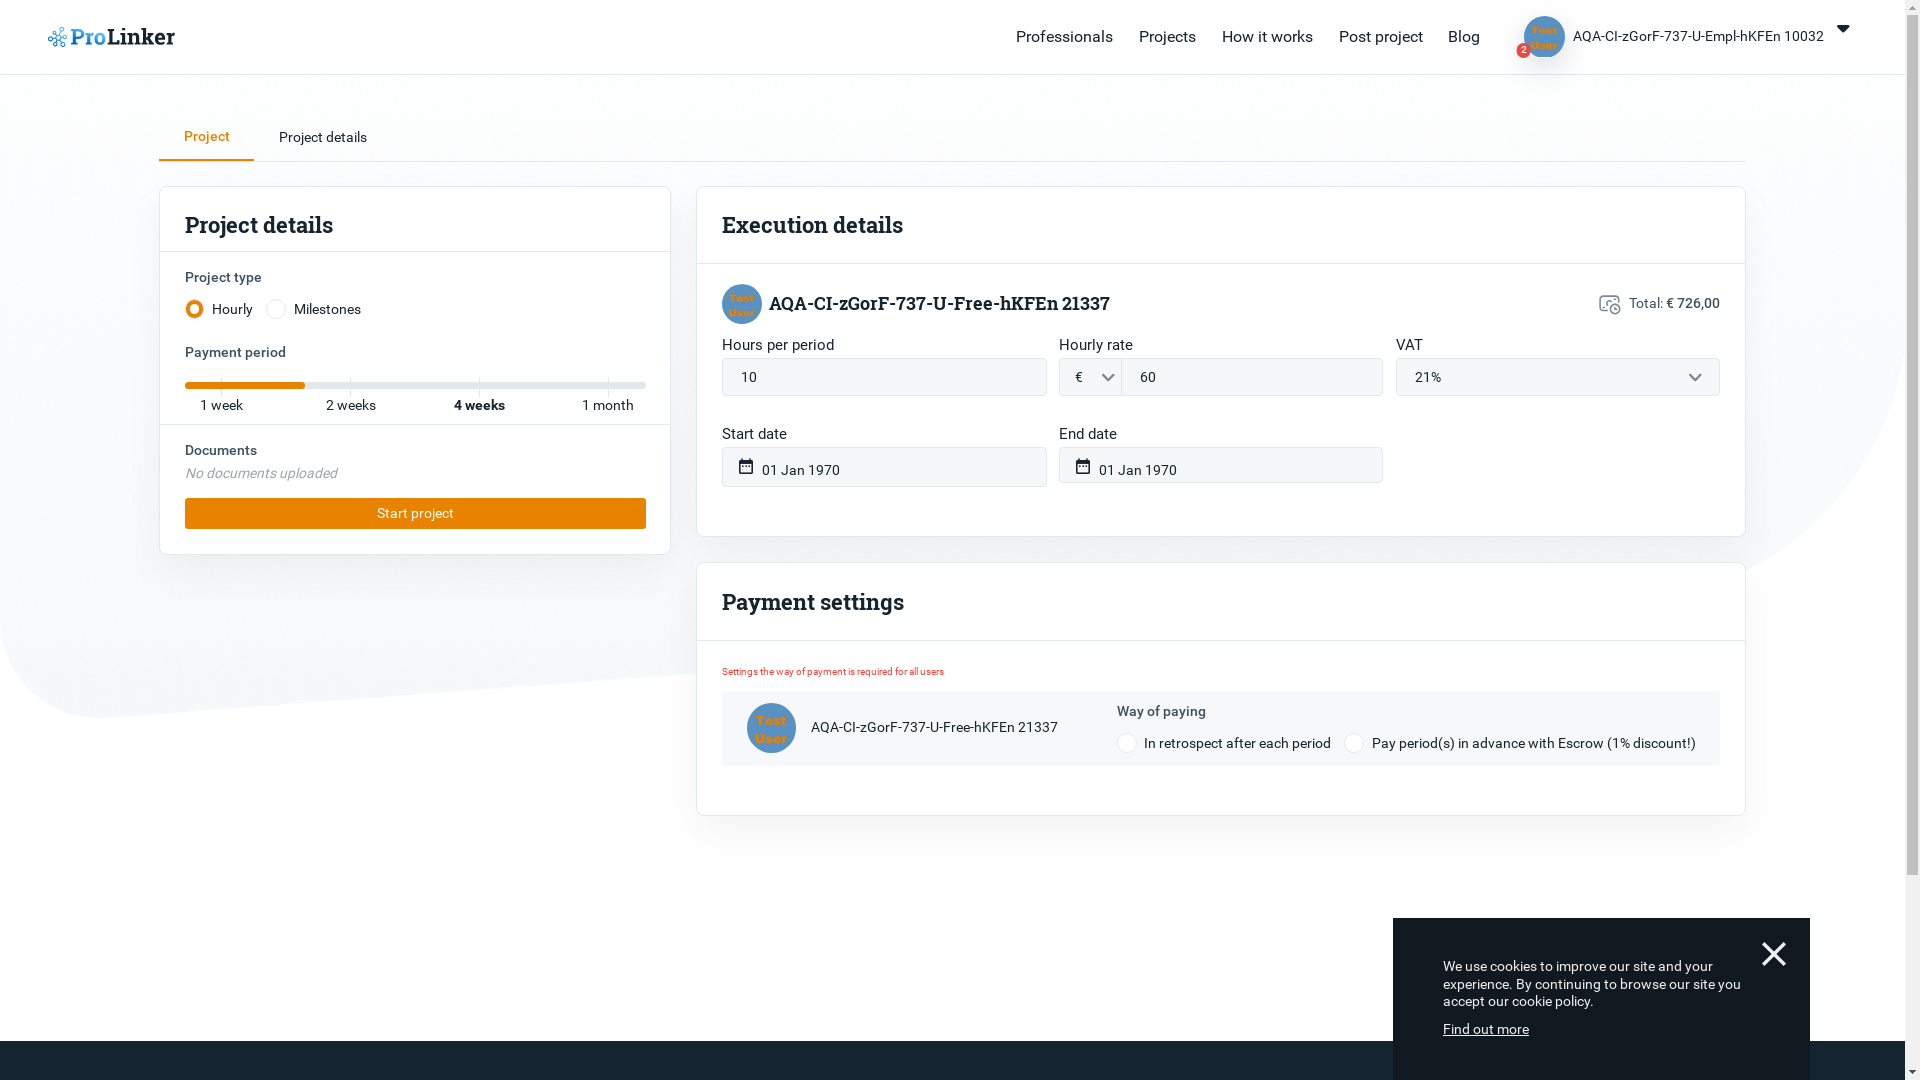 ProLinker
Professionals Projects How it works Post project Blog
Test User
2
AQA-CI-zGorF-737-U-Empl-hKFEn 10032
Project Project details
Project details
Project type
Hourly Milestones
Payment period
1 week 2 weeks 4 weeks 1 month
Documents
No documents uploaded
Start project
Execution details
Test User
AQA-CI-zGorF-737-U-Free-hKFEn 21337
Total: € 726,00
Hours per period Hourly rate VAT
10 € 60 21%
Start date End date
01 Jan 1970 01 Jan 1970
Payment settings
Settings the way of payment is required for all users
Test User
AQA-CI-zGorF-737-U-Free-hKFEn 21337
Way of paying
In retrospect after each period Pay period(s) in advance with Escrow (1% discount!)
We use cookies to improve our site and your
experience. By continuing to browse our site you
accept our cookie policy.
Find out more